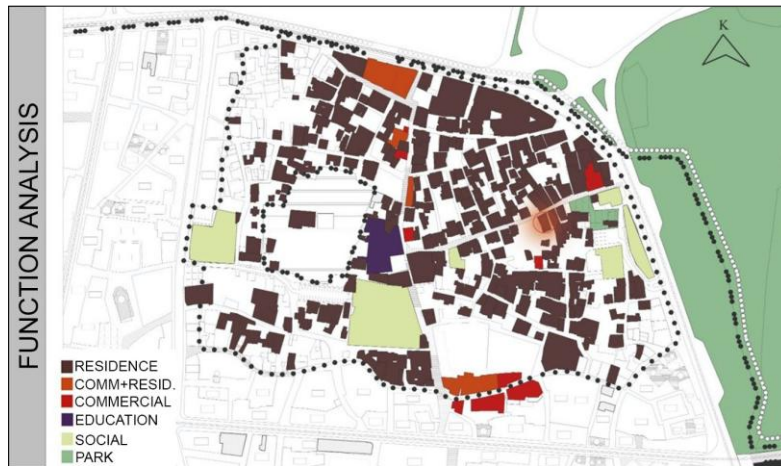 FUNCTION ANALYSIS
K
RESIDENCE
COMM+RESID.
COMMERCIAL
EDUCATION
SOCIAL
PARK